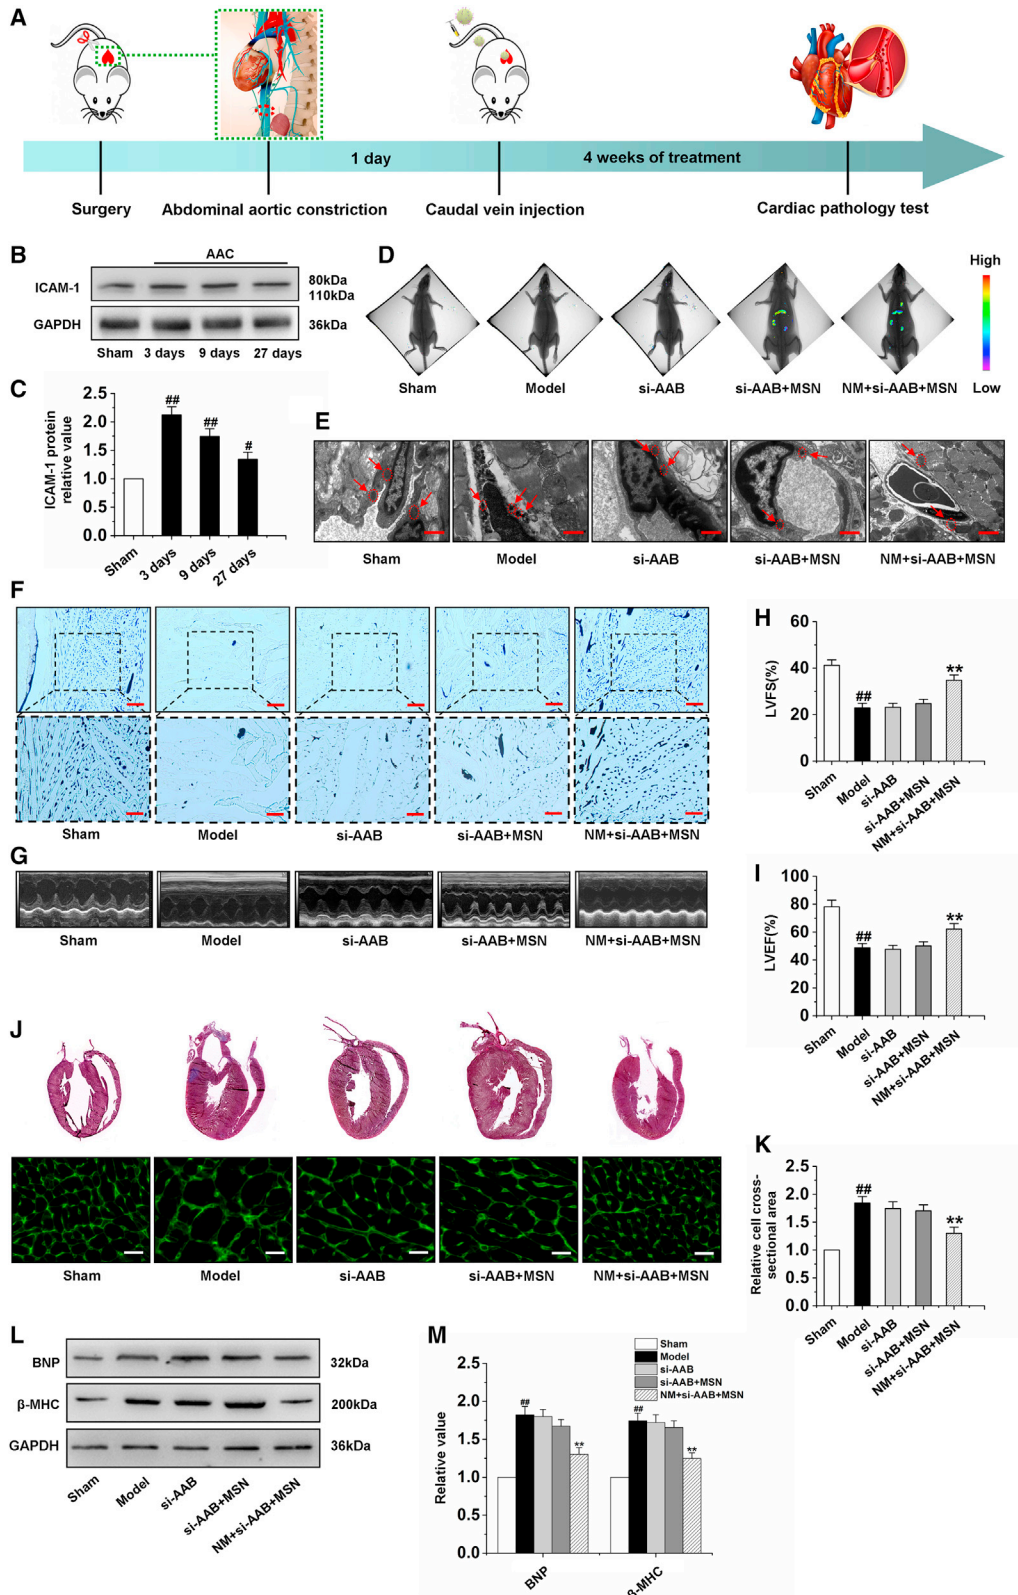 A
1 day
4 weeks of treatment
Surgery
Abdominal aortic constriction
Caudal vein injection
Cardiac pathology test
B
AAC
ICAM-1
80kDa
110kDa
GAPDH
36kDa
Sham 3 days 9 days 27 days
C
ICAM-1 protein
relative value
2.5
2.0
1.5
1.0
0.5
0.0
##
##
#
Sham
3 days
9 days
27 days
D
High
Low
Sham
Model
si-AAB
si-AAB+MSN
NM+si-AAB+MSN
E
Sham
Model
si-AAB
si-AAB+MSN
NM+si-AAB+MSN
F
Sham
Model
si-AAB
si-AAB+MSN
NM+si-AAB+MSN
G
Sham
Model
si-AAB
si-AAB+MSN
NM+si-AAB+MSN
H
LVFS(%)
60
40
20
0
##
**
Sham
Model
si-AAB
si-AAB+MSN
NM+si-AAB+MSN
I
LVEF(%)
100
80
60
40
20
0
##
**
Sham
Model
si-AAB
si-AAB+MSN
NM+si-AAB+MSN
J
Sham
Model
si-AAB
si-AAB+MSN
NM+si-AAB+MSN
K
Relative cell cross-
sectional area
2.5
2.0
1.5
1.0
0.5
0.0
##
**
Sham
Model
si-AAB
si-AAB+MSN
NM+si-AAB+MSN
L
BNP
32kDa
β-MHC
200kDa
GAPDH
36kDa
Sham
Model
si-AAB
si-AAB+MSN
NM+si-AAB+MSN
M
Sham
Model
si-AAB
si-AAB+MSN
NM+si-AAB+MSN
Relative value
2.5
2.0
1.5
1.0
0.5
0.0
##
**
##
**
BNP
β-MHC